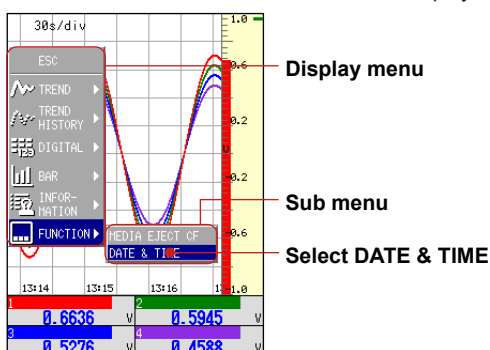 30s/div
1.0
ESC
0.6
Display menu
TREND
TREND
HISTORY
0.2
123
DIGITAL
BAR
-0.2
INFOR-
MATION
Sub menu
FUNCTION
MEDIA EJECT CF
-0.6
DATE & TIME
Select DATE & TIME
13:14
13:15
13:16
-1.0
1
0.6636
V
2
0.5945
V
3
0.5276
V
4
0.4588
V